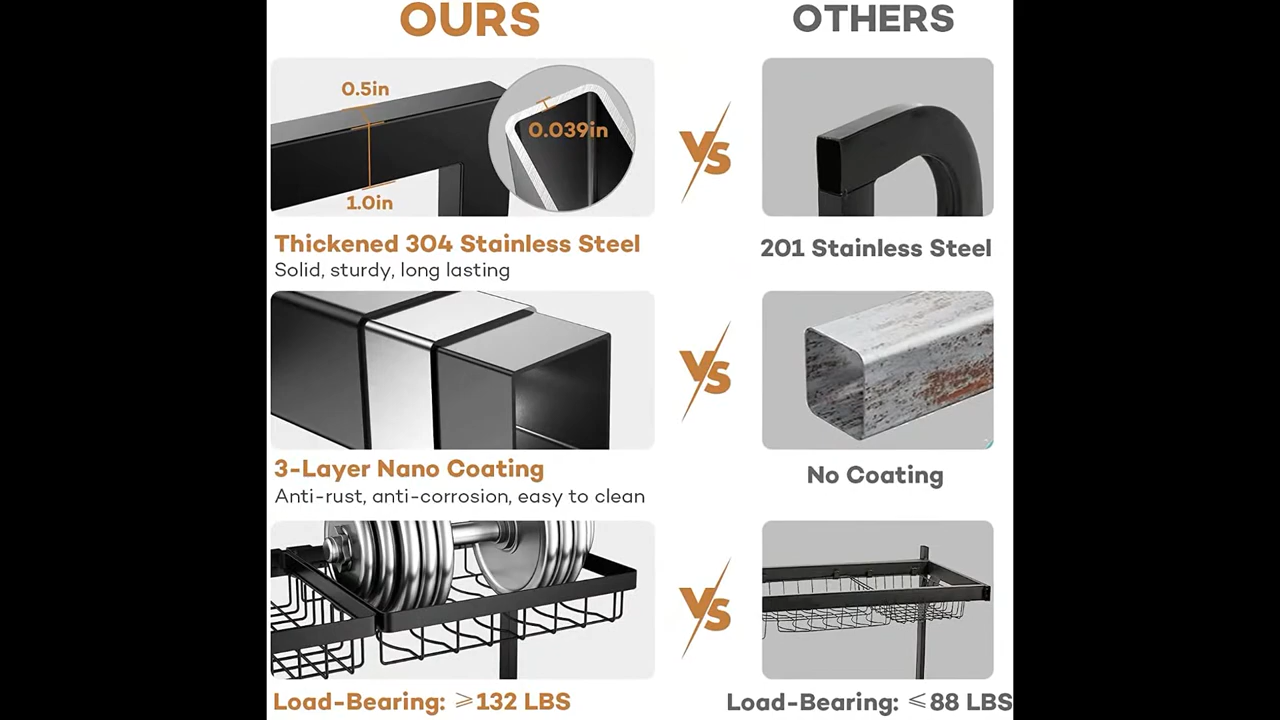 OURS
OTHERS
0.5in
0.039in
1.0in
VS
Thickened 304 Stainless Steel
Solid, sturdy, long lasting
201 Stainless Steel
VS
3-Layer Nano Coating
Anti-rust, anti-corrosion, easy to clean
No Coating
VS
Load-Bearing: ⩾132 LBS
Load-Bearing: ⩽88 LBS